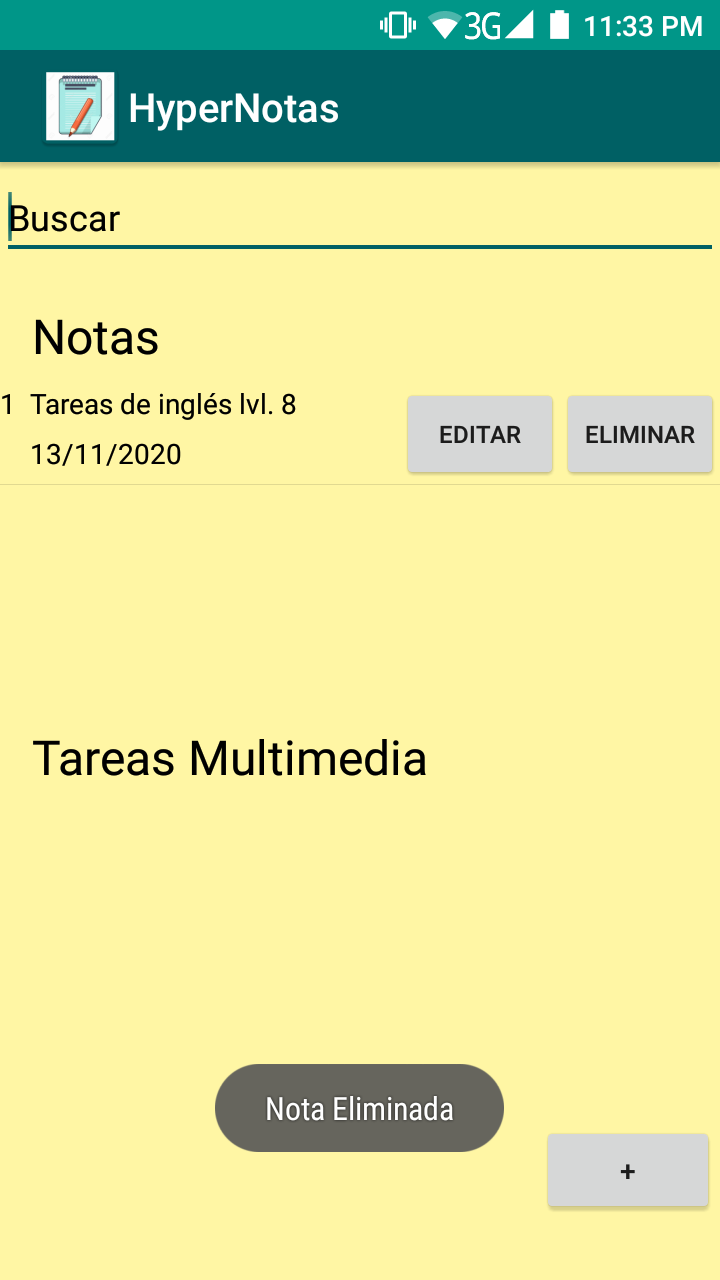 3G 11:33 PM
HyperNotas
Buscar
Notas
1 Tareas de inglés lvl. 8
13/11/2020
EDITAR ELIMINAR
Tareas Multimedia
Nota Eliminada
+